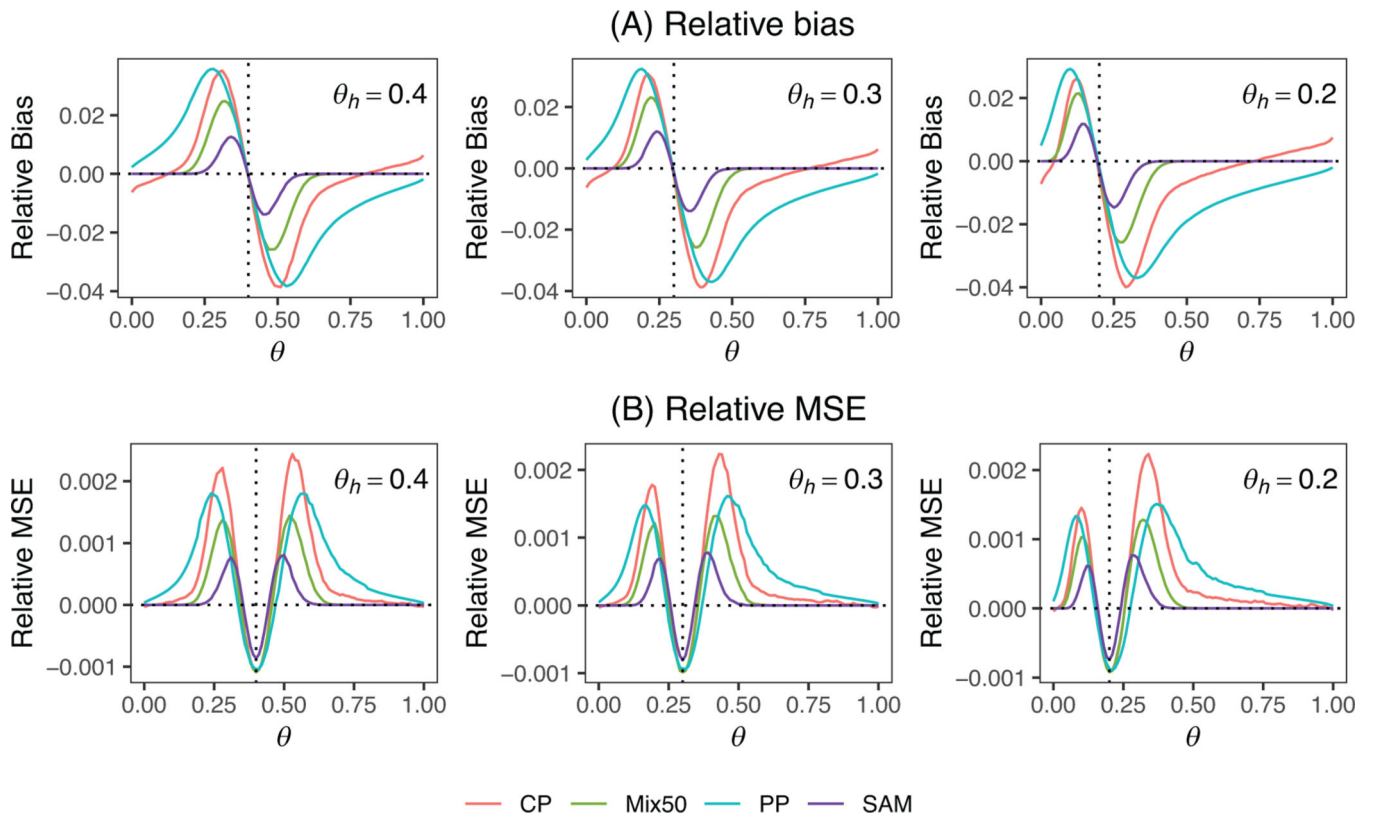 (A) Relative bias
Relative Bias
0.02
0.00
−0.02
−0.04
θh = 0.4
0.00 0.25 0.50 0.75 1.00
θ
Relative Bias
0.02
0.00
−0.02
−0.04
θh = 0.3
0.00 0.25 0.50 0.75 1.00
θ
Relative Bias
0.02
0.00
−0.02
−0.04
θh = 0.2
0.00 0.25 0.50 0.75 1.00
θ
(B) Relative MSE
Relative MSE
0.002
0.001
0.000
−0.001
θh = 0.4
0.00 0.25 0.50 0.75 1.00
θ
Relative MSE
0.002
0.001
0.000
−0.001
θh = 0.3
0.00 0.25 0.50 0.75 1.00
θ
Relative MSE
0.002
0.001
0.000
−0.001
θh = 0.2
0.00 0.25 0.50 0.75 1.00
θ
CP Mix50 PP SAM